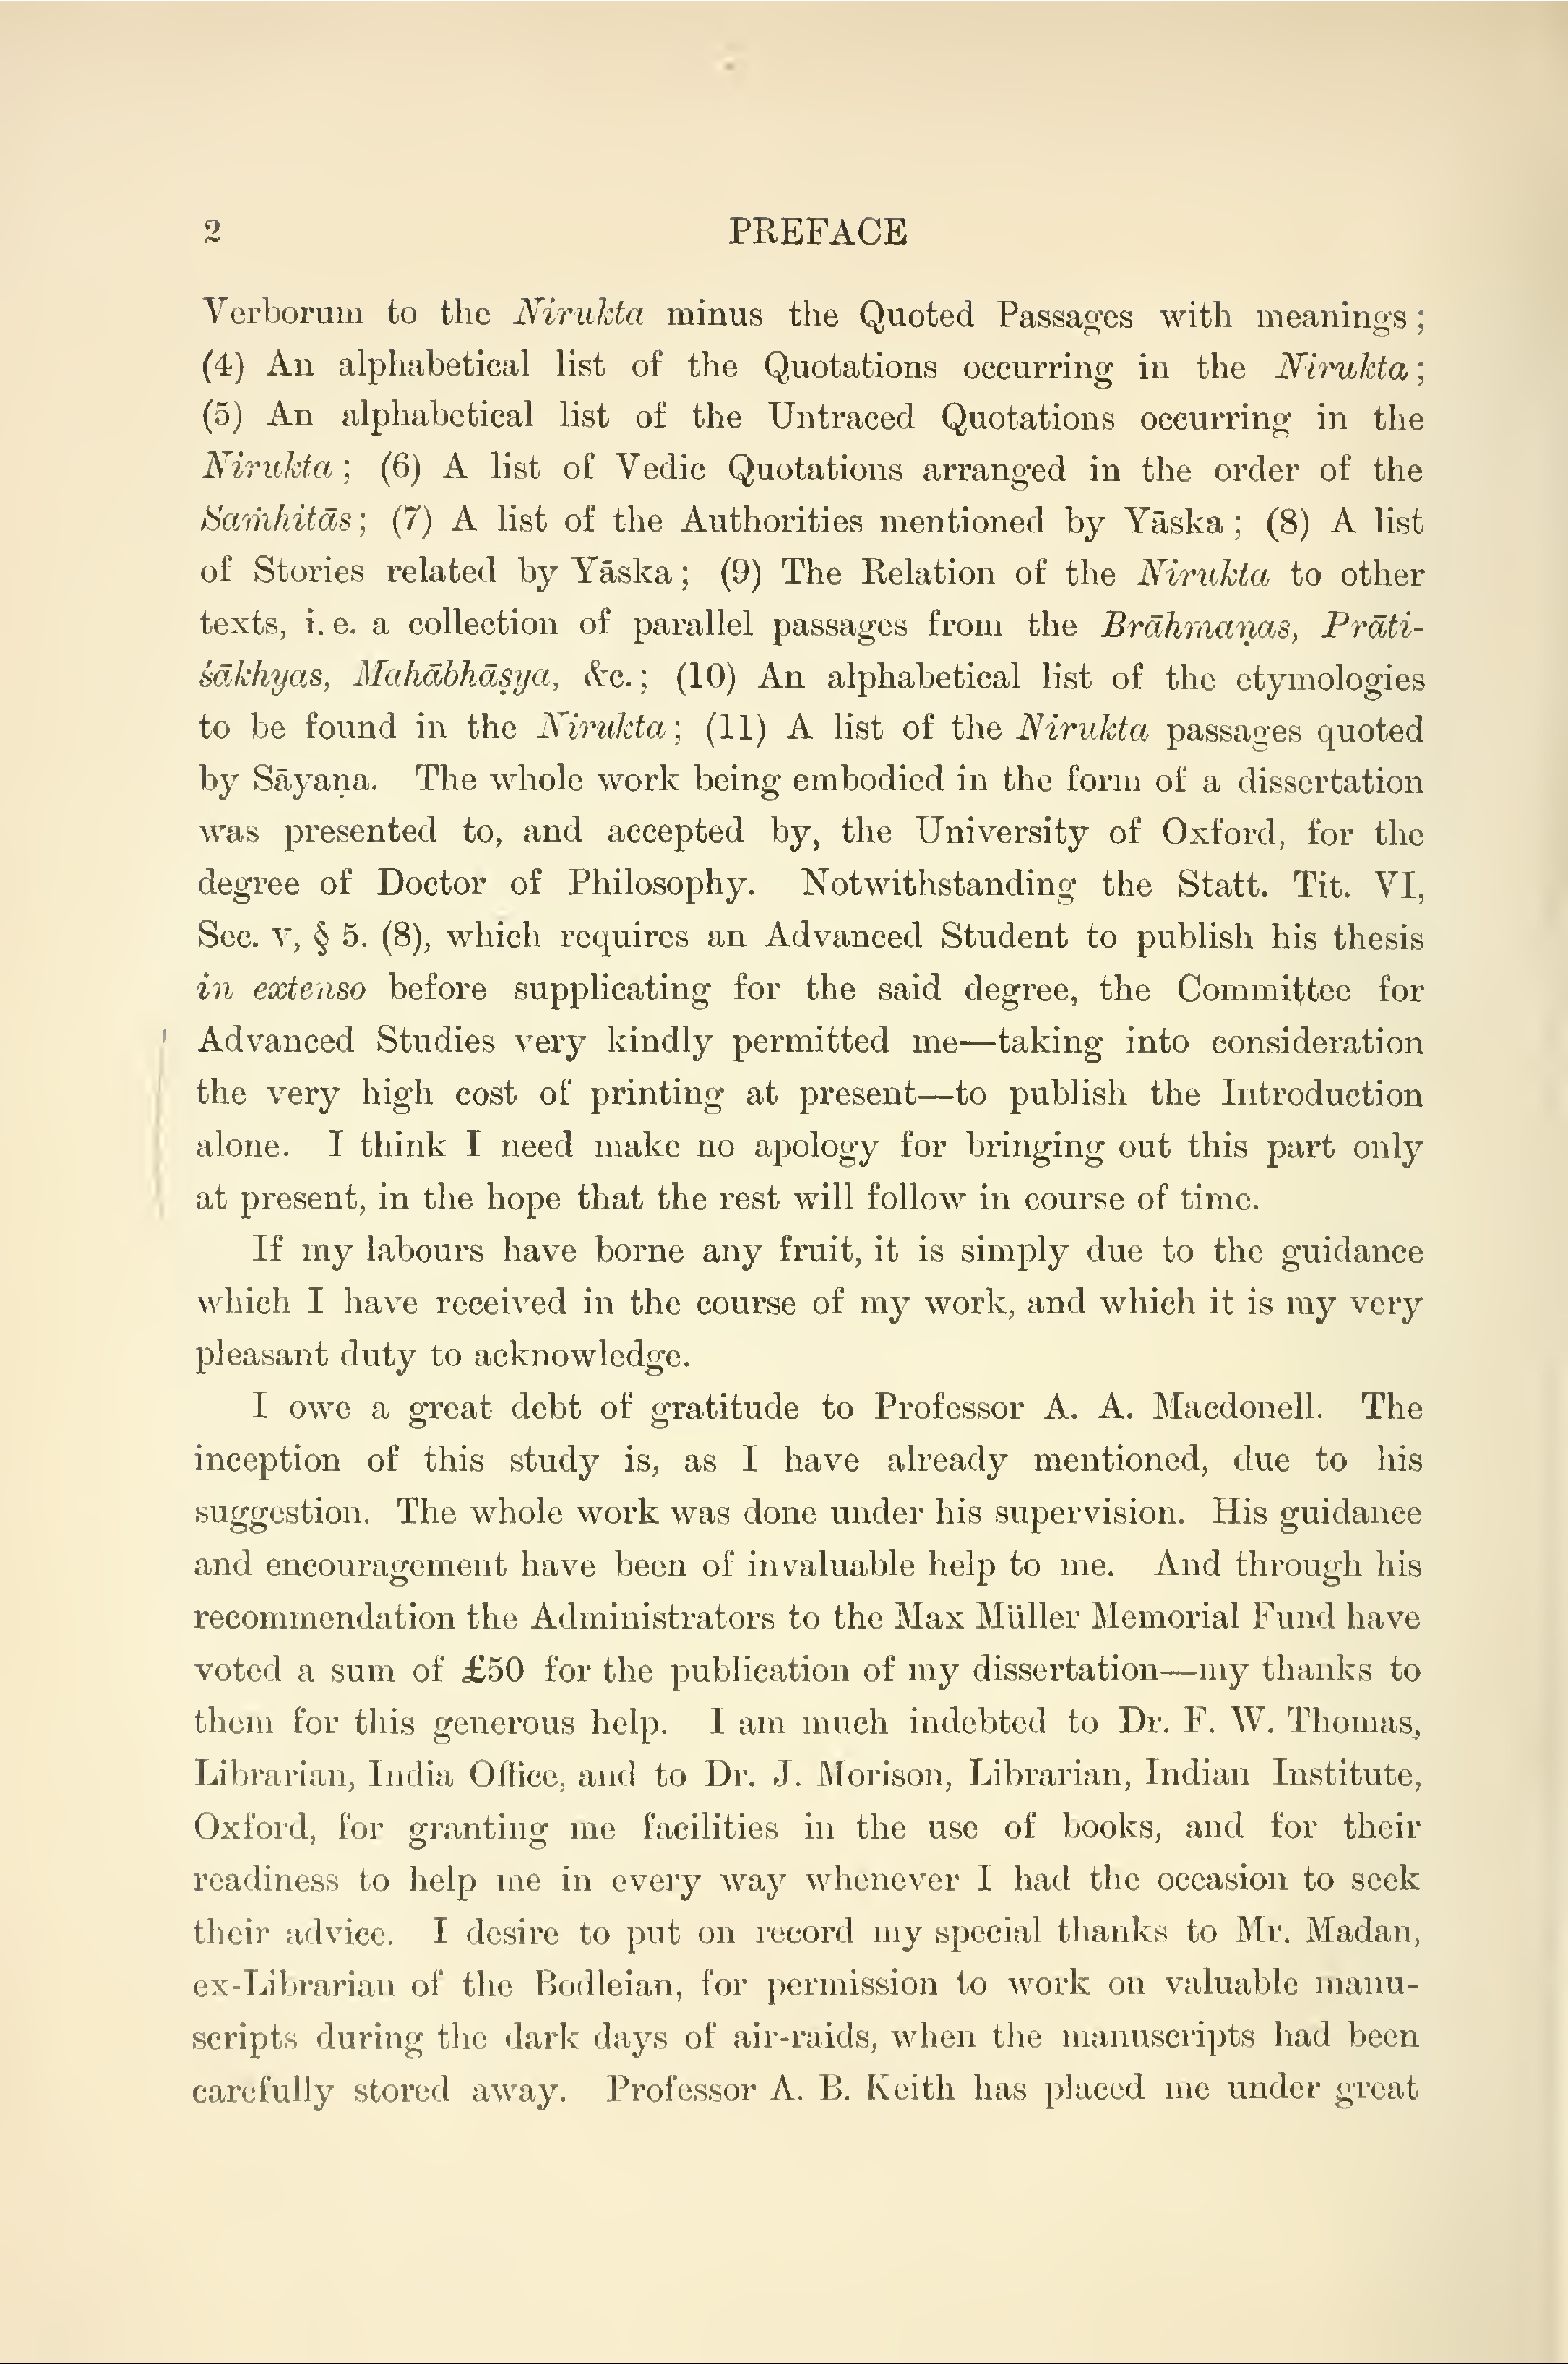 2 PREFACE
Verborum to the Nirukta minus the Quoted Passages with meanings ;
(4) An alphabetical list of the Quotations occurring in the Nirukta ;
(5) An alphabetical list of the Untraced Quotations occurring in the
Nirukta ; (6) A list of Vedic Quotations arranged in the order of the
Saṁhitās ; (7) A list of the Authorities mentioned by Yāska ; (8) A list
of Stories related by Yāska ; (9) The Relation of the Nirukta to other
texts, i. e. a collection of parallel passages from the Brāhmaṇas, Prāti-
śākhyas, Mahābhāṣya, &c. ; (10) An alphabetical list of the etymologies
to be found in the Nirukta ; (11) A list of the Nirukta passages quoted
by Sāyaṇa. The whole work being embodied in the form of a dissertation
was presented to, and accepted by, the University of Oxford, for the
degree of Doctor of Philosophy. Notwithstanding the Statt. Tit. VI,
Sec. v, § 5. (8), which requires an Advanced Student to publish his thesis
in extenso before supplicating for the said degree, the Committee for
Advanced Studies very kindly permitted me—taking into consideration
the very high cost of printing at present—to publish the Introduction
alone. I think I need make no apology for bringing out this part only
at present, in the hope that the rest will follow in course of time.
If my labours have borne any fruit, it is simply due to the guidance
which I have received in the course of my work, and which it is my very
pleasant duty to acknowledge.
I owe a great debt of gratitude to Professor A. A. Macdonell. The
inception of this study is, as I have already mentioned, due to his
suggestion. The whole work was done under his supervision. His guidance
and encouragement have been of invaluable help to me. And through his
recommendation the Administrators to the Max Müller Memorial Fund have
voted a sum of £50 for the publication of my dissertation—my thanks to
them for this generous help. I am much indebted to Dr. F. W. Thomas,
Librarian, India Office, and to Dr. J. Morison, Librarian, Indian Institute,
Oxford, for granting me facilities in the use of books, and for their
readiness to help me in every way whenever I had the occasion to seek
their advice. I desire to put on record my special thanks to Mr. Madan,
ex-Librarian of the Bodleian, for permission to work on valuable manu-
scripts during the dark days of air-raids, when the manuscripts had been
carefully stored away. Professor A. B. Keith has placed me under great